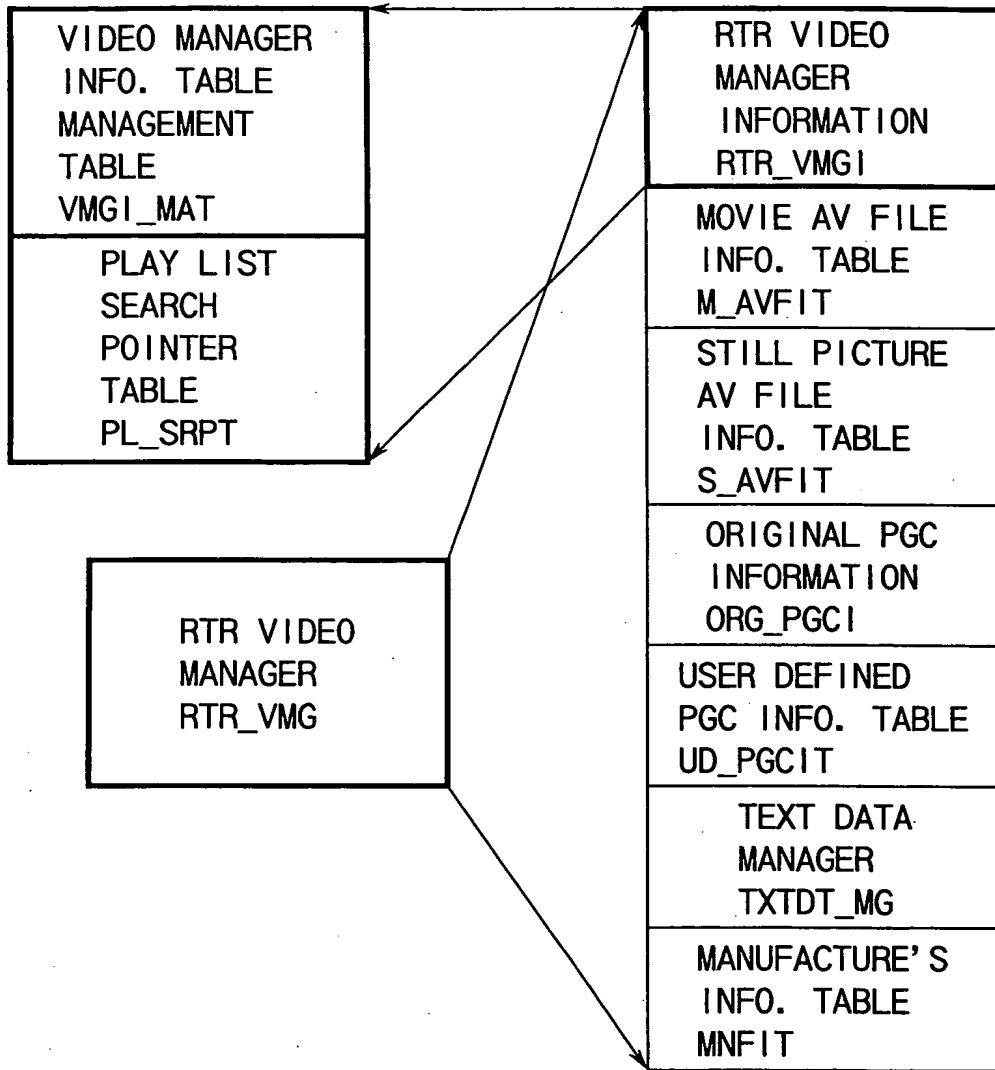 VIDEO MANAGER
INFO. TABLE
MANAGEMENT
TABLE
VMGI_MAT
PLAY LIST
SEARCH
POINTER
TABLE
PL_SRPT
RTR VIDEO
MANAGER
RTR_VMG
RTR VIDEO
MANAGER
INFORMATION
RTR_VMGI
MOVIE AV FILE
INFO. TABLE
M_AVFIT
STILL PICTURE
AV FILE
INFO. TABLE
S_AVFIT
ORIGINAL PGC
INFORMATION
ORG_PGCI
USER DEFINED
PGC INFO. TABLE
UD_PGCIT
TEXT DATA
MANAGER
TXTDT_MG
MANUFACTURE'S
INFO. TABLE
MNFIT